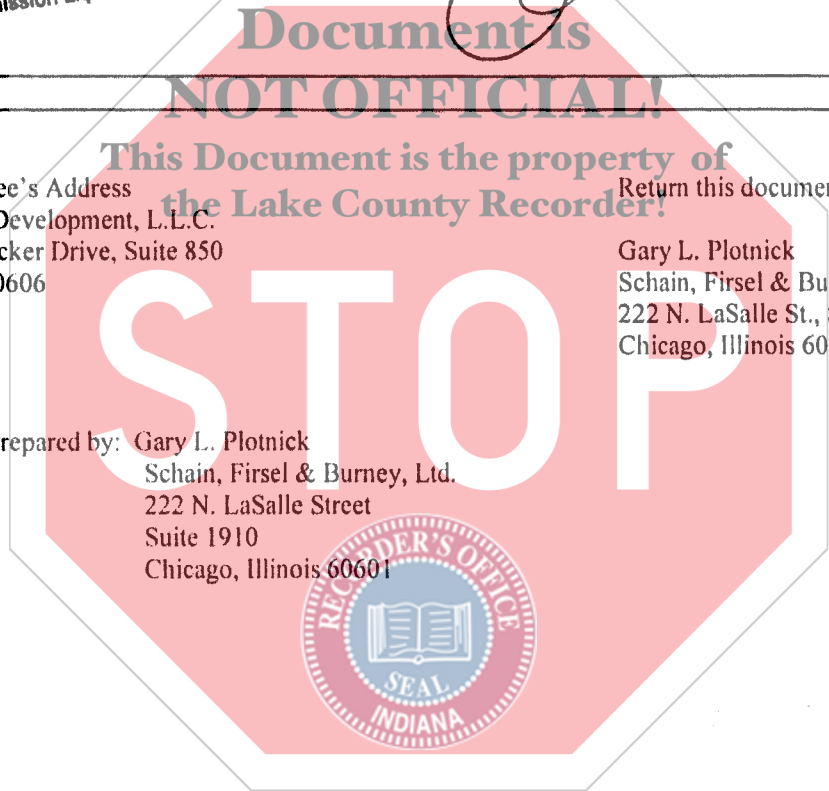 Document is
NOT OFFICIAL!
This Document is the property of
the Lake County Recorder!
ee's Address
Development, L.L.C.
cker Drive, Suite 850
0606
Return this documen
Gary L. Plotnick
Schain, Firsel & Bu
222 N. LaSalle St.,
Chicago, Illinois 60
STOP
repared by: Gary L. Plotnick
Schain, Firsel & Burney, Ltd.
222 N. LaSalle Street
Suite 1910
Chicago, Illinois 60601
RECORDER'S OFFICE
SEAL
INDIANA